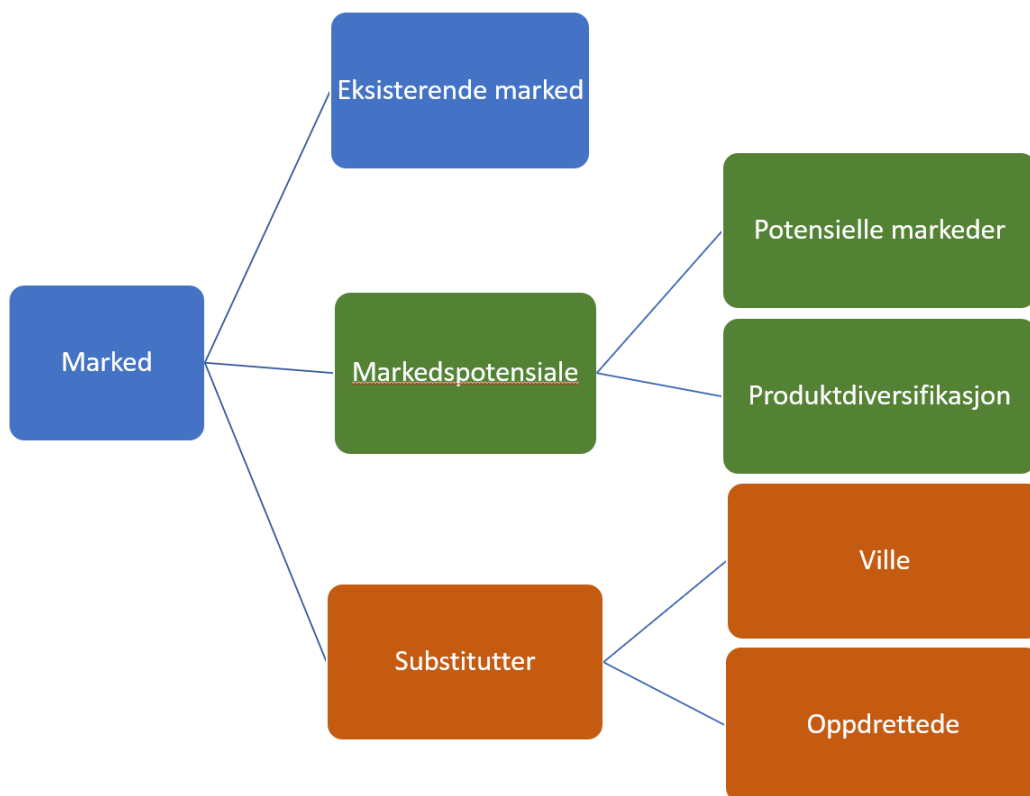 Eksisterende marked
Potensielle markeder
Marked
Markedspotensiale
Produktdiversifikasjon
Ville
Substitutter
Oppdrettede